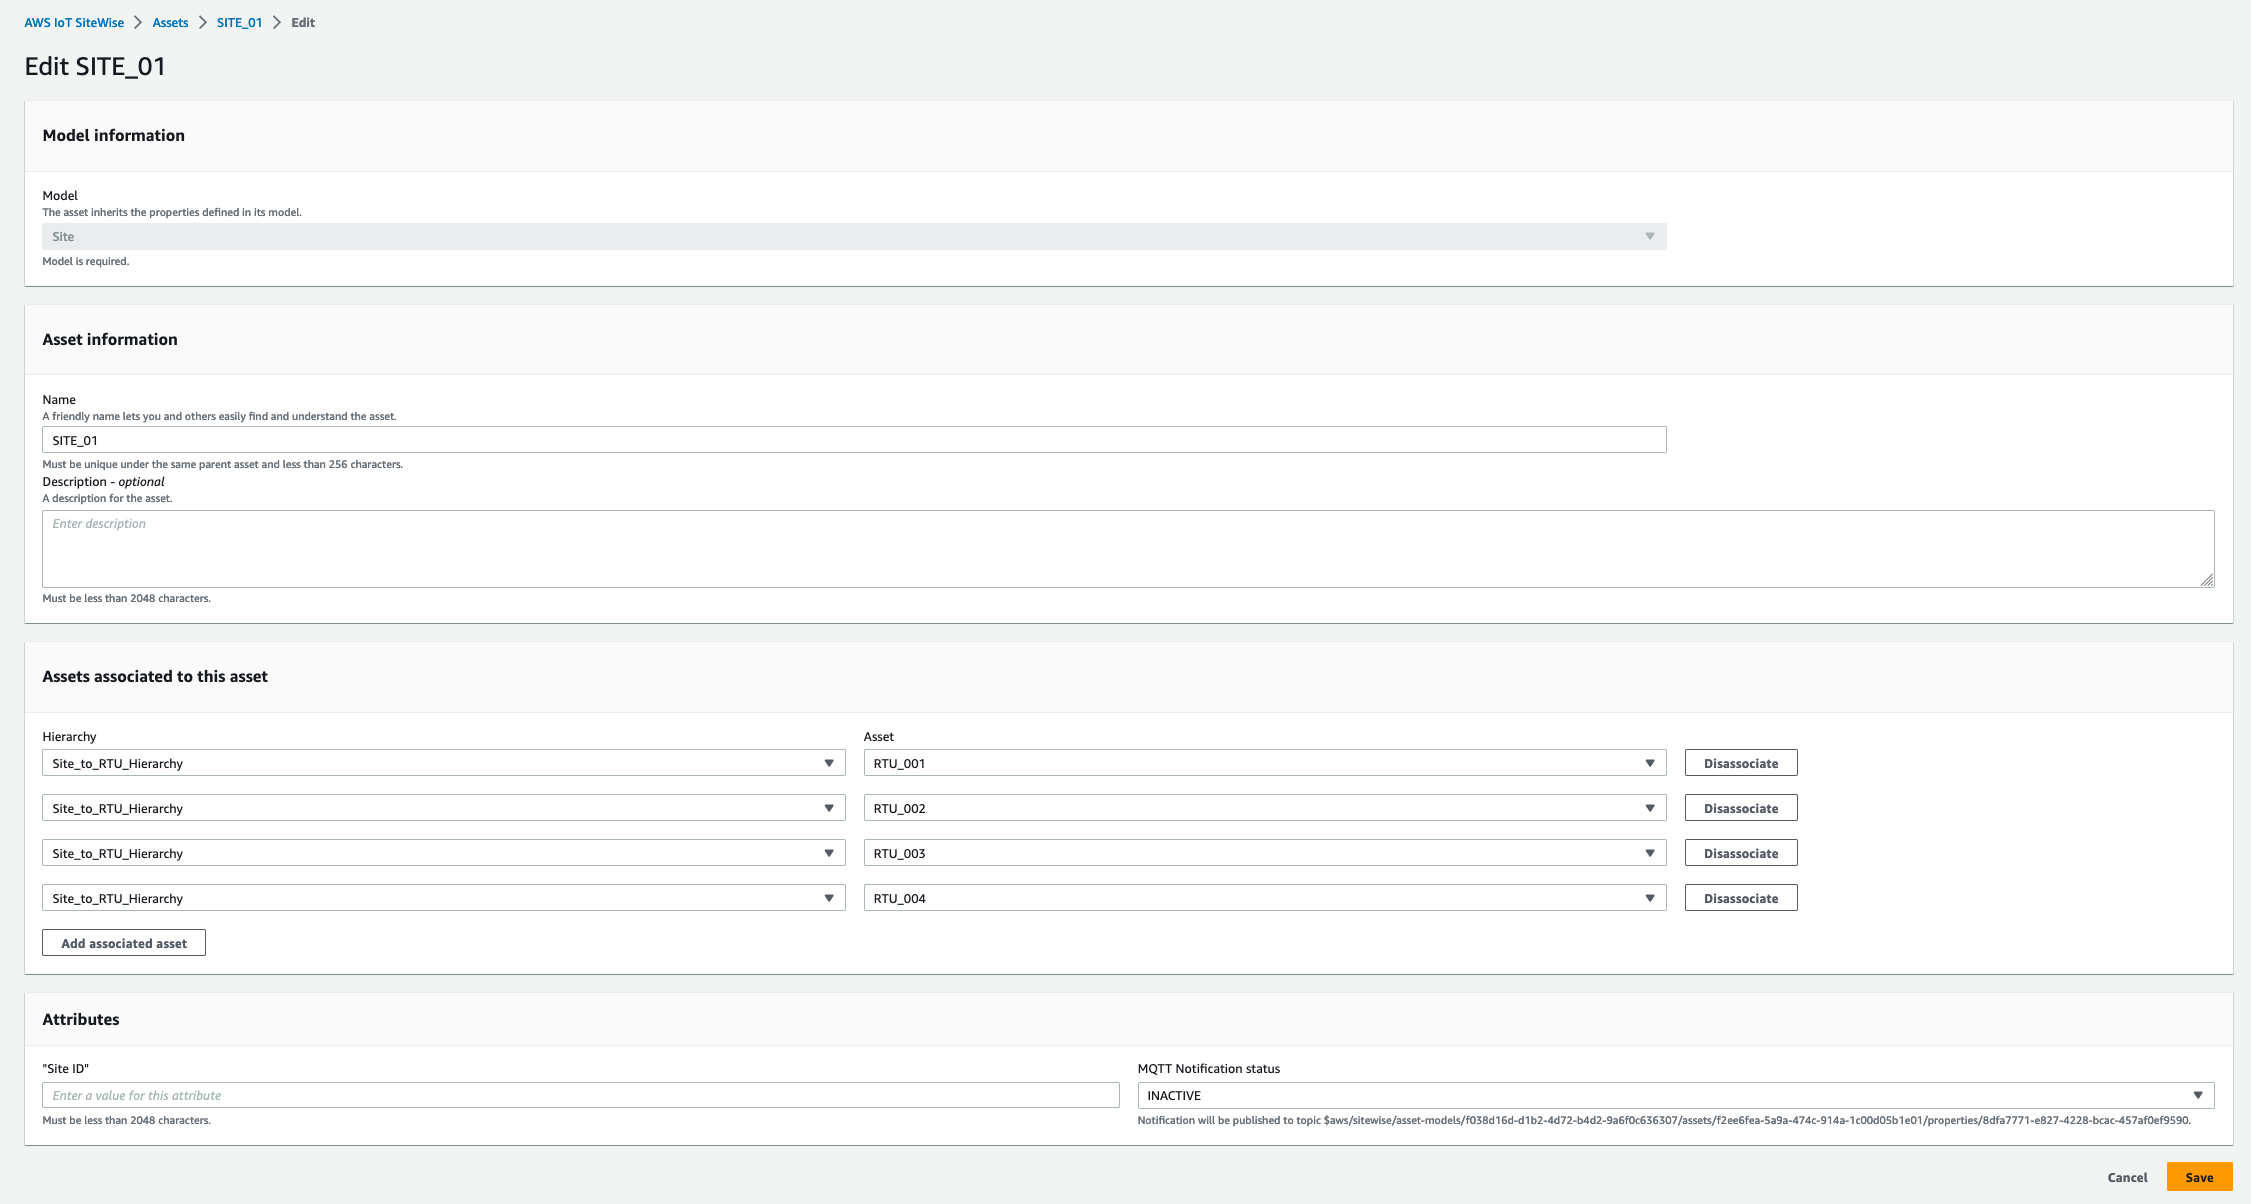 AWS IoT SiteWise > Assets > SITE_01 > Edit
Edit SITE_01
Model information
Model
The asset inherits the properties defined in its model.
Site
Model is required.
Asset information
Name
A friendly name lets you and others easily find and understand the asset.
SITE_01
Must be unique under the same parent asset and less than 256 characters.
Description - optional
A description for the asset.
Enter description
Must be less than 2048 characters.
Assets associated to this asset
Hierarchy Asset
Site_to_RTU_Hierarchy RTU_001 Disassociate
Site_to_RTU_Hierarchy RTU_002 Disassociate
Site_to_RTU_Hierarchy RTU_003 Disassociate
Site_to_RTU_Hierarchy RTU_004 Disassociate
Add associated asset
Attributes
"Site ID" MQTT Notification status
Enter a value for this attribute INACTIVE
Must be less than 2048 characters. Notification will be published to topic $aws/sitewise/asset-models/f038d16d-d1b2-4d72-b4d2-9a6f0c636307/assets/f2ee6fea-5a9a-474c-914a-1c00d05b1e01/properties/8dfa7771-e827-4228-bcac-457af0ef9590.
Cancel Save